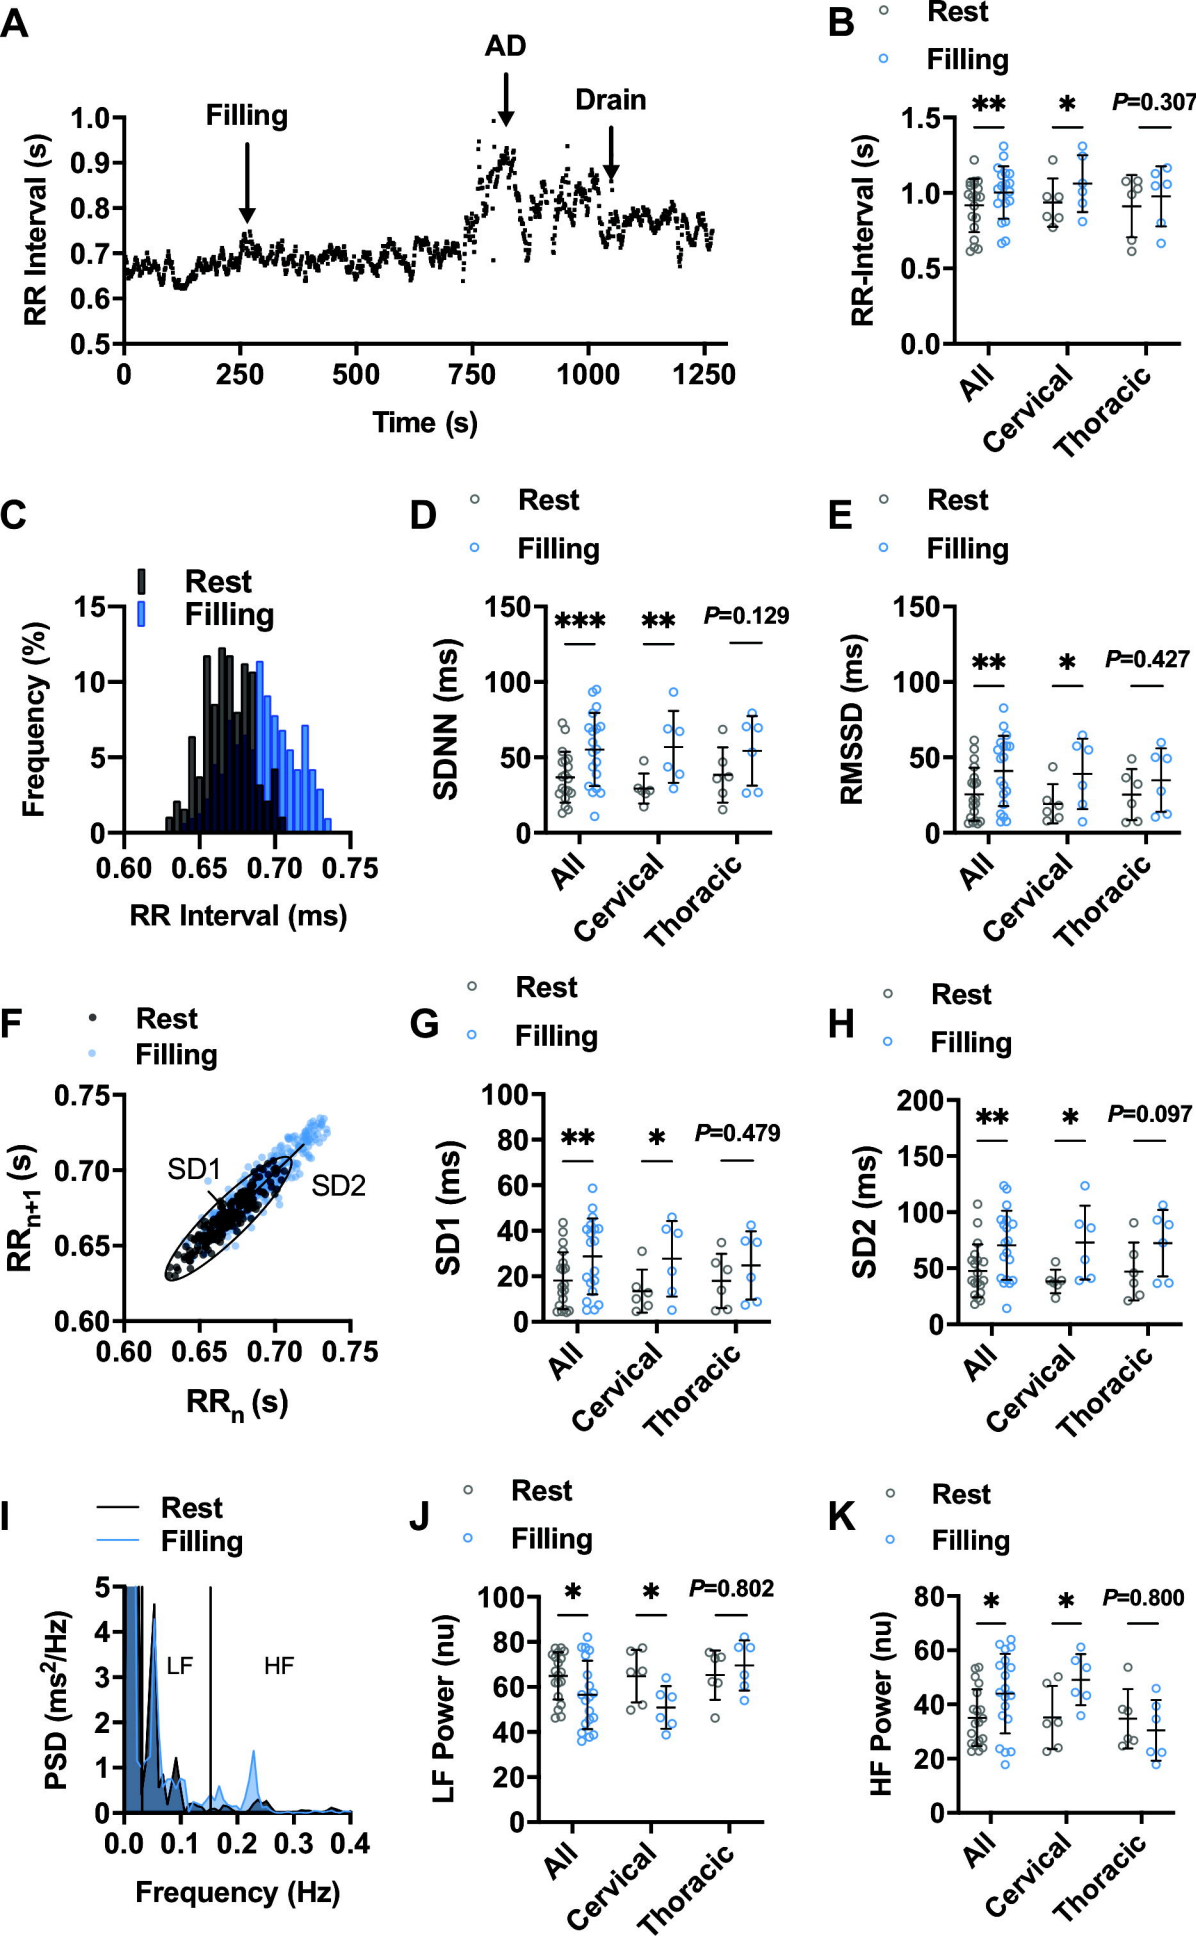 A
AD
Filling
Drain
1.0
0.9
0.8
0.7
0.6
0.5
RR Interval (s)
0 250 500 750 1000 1250
Time (s)
B
Rest
Filling
** * P=0.307
1.5
1.0
0.5
0.0
RR-Interval (s)
All Cervical Thoracic
C
Rest
Filling
15
10
5
0
Frequency (%)
0.60 0.65 0.70 0.75
RR Interval (ms)
D
Rest
Filling
*** ** P=0.129
150
100
50
0
SDNN (ms)
All Cervical Thoracic
E
Rest
Filling
** * P=0.427
150
100
50
0
RMSSD (ms)
All Cervical Thoracic
F
Rest
Filling
0.75
0.70
0.65
0.60
RRn+1 (s)
SD1
SD2
0.60 0.65 0.70 0.75
RRn (s)
G
Rest
Filling
** * P=0.479
100
80
60
40
20
0
SD1 (ms)
All Cervical Thoracic
H
Rest
Filling
** * P=0.097
200
150
100
50
0
SD2 (ms)
All Cervical Thoracic
I
Rest
Filling
5
4
3
2
1
0
PSD (ms2/Hz)
LF HF
0.0 0.1 0.2 0.3 0.4
Frequency (Hz)
J
Rest
Filling
* * P=0.802
100
80
60
40
20
0
LF Power (nu)
All Cervical Thoracic
K
Rest
Filling
* * P=0.800
80
60
40
20
0
HF Power (nu)
All Cervical Thoracic